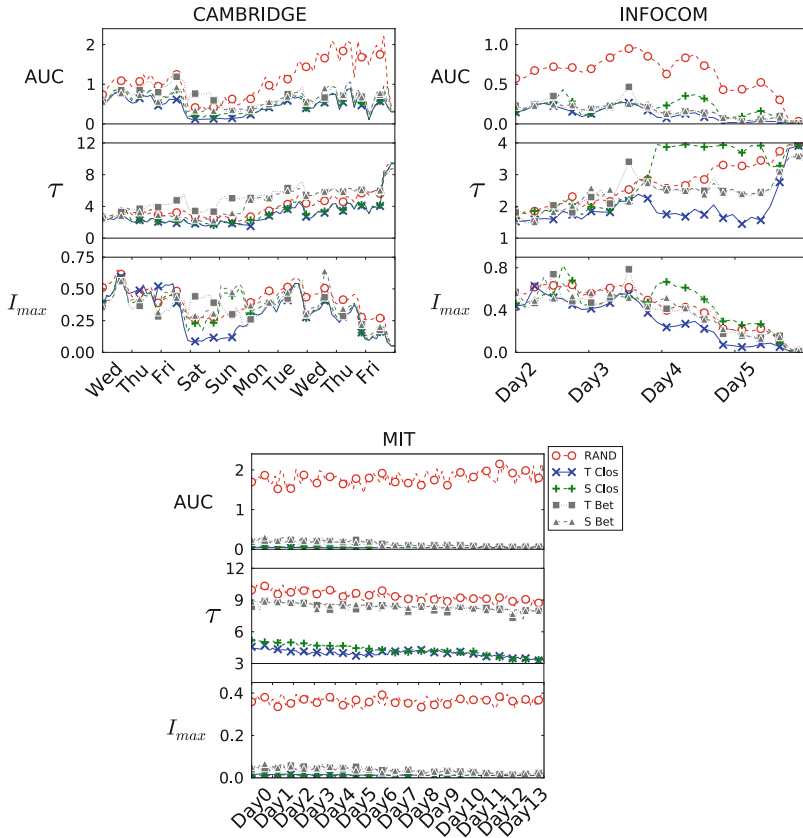 CAMBRIDGE
AUC
2
1
0
τ
12
8
4
0
I_max
0.75
0.50
0.25
0.00
Wed Thu Fri Sat Sun Mon Tue Wed Thu Fri
INFOCOM
AUC
1.0
0.5
0.0
τ
4
3
2
1
I_max
0.8
0.4
0.0
Day2 Day3 Day4 Day5
MIT
AUC
2
1
0
τ
12
9
6
3
I_max
0.4
0.2
0.0
Day0 Day1 Day2 Day3 Day4 Day5 Day6 Day7 Day8 Day9 Day10 Day11 Day12 Day13
RAND
T Clos
S Clos
T Bet
S Bet